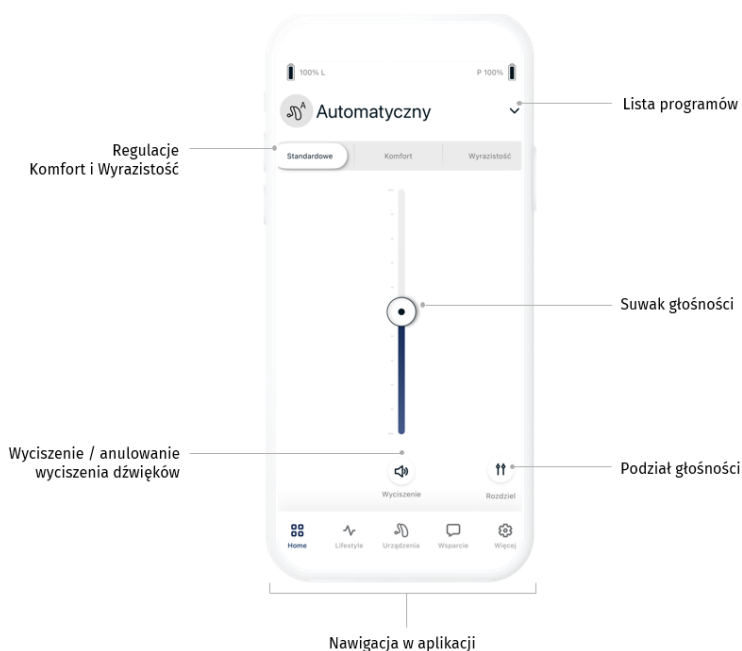 100% L
P 100%
A
Automatyczny
Lista programów
Regulacje
Komfort i Wyrazistość
Standardowe
Komfort
Wyrazistość
Suwak głośności
Wyciszenie / anulowanie
wyciszenia dźwięków
Podział głośności
Wyciszenie
Rozdziel
Home
Lifestyle
Urządzenia
Wsparcie
Więcej
Nawigacja w aplikacji